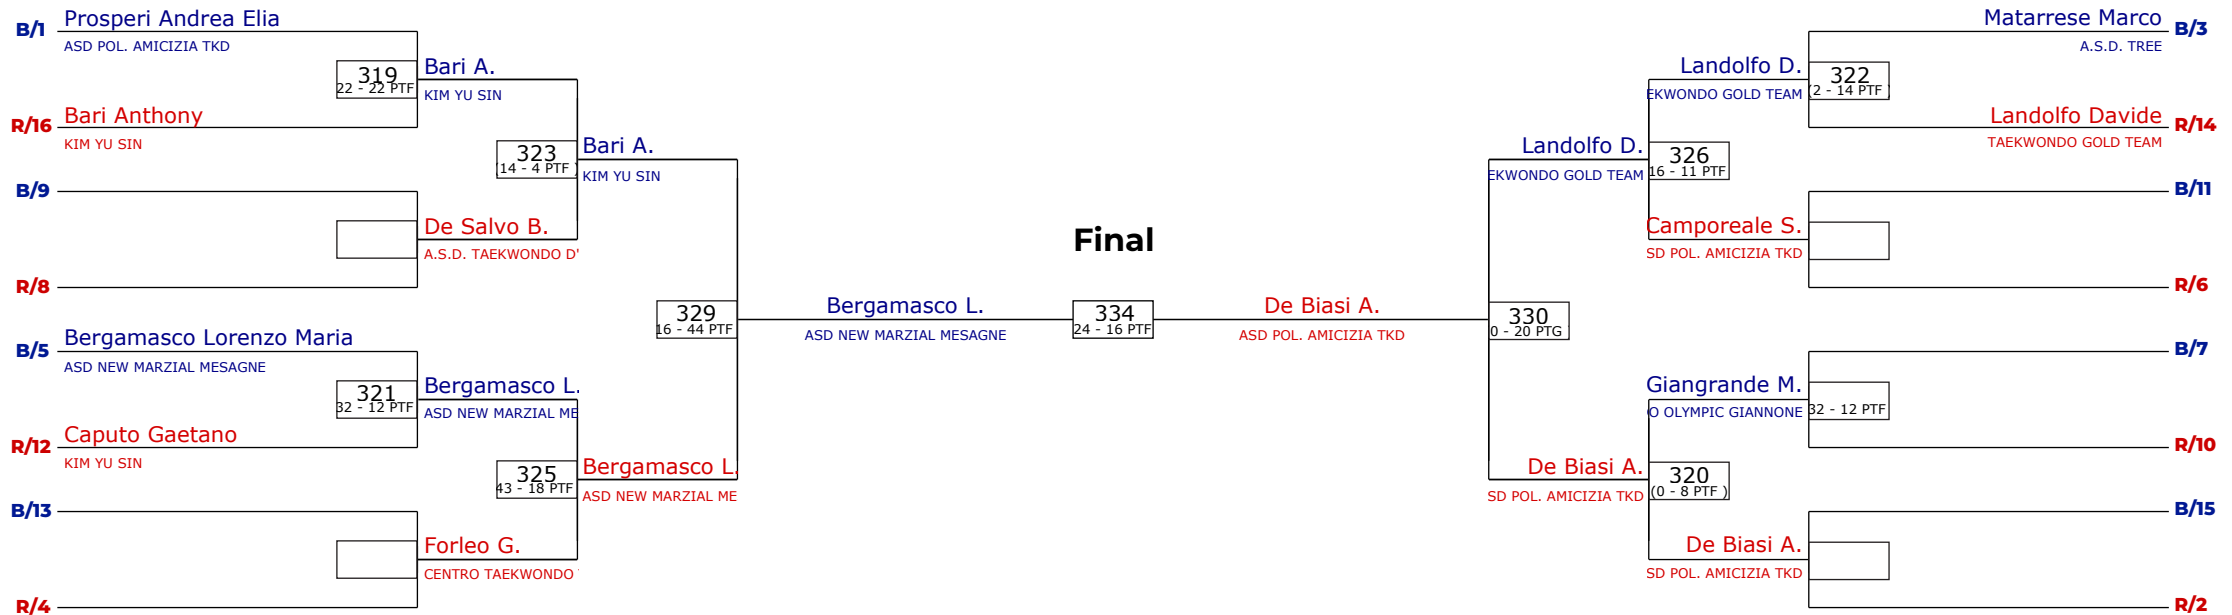 B/1
Prosperi Andrea Elia
ASD POL. AMICIZIA TKD
319
22 - 22 PTF
Bari A.
KIM YU SIN
R/16
Bari Anthony
KIM YU SIN
323
(14 - 4 PTF )
Bari A.
KIM YU SIN
B/9
De Salvo B.
A.S.D. TAEKWONDO D'
R/8
329
16 - 44 PTF
B/5
Bergamasco Lorenzo Maria
ASD NEW MARZIAL MESAGNE
321
32 - 12 PTF
Bergamasco L.
ASD NEW MARZIAL ME
R/12
Caputo Gaetano
KIM YU SIN
325
43 - 18 PTF
Bergamasco L.
ASD NEW MARZIAL ME
B/13
Forleo G.
CENTRO TAEKWONDO
R/4
Final
Bergamasco L.
ASD NEW MARZIAL MESAGNE
334
24 - 16 PTF
De Biasi A.
ASD POL. AMICIZIA TKD
330
0 - 20 PTG
Matarrese Marco
A.S.D. TREE
B/3
Landolfo D.
EKWONDO GOLD TEAM
322
(2 - 14 PTF
Landolfo Davide
TAEKWONDO GOLD TEAM
R/14
Landolfo D.
EKWONDO GOLD TEAM
326
16 - 11 PTF
B/11
Camporeale S.
SD POL. AMICIZIA TKD
R/6
B/7
Giangrande M.
O OLYMPIC GIANNONE
32 - 12 PTF
R/10
De Biasi A.
SD POL. AMICIZIA TKD
320
(0 - 8 PTF )
B/15
De Biasi A.
SD POL. AMICIZIA TKD
R/2